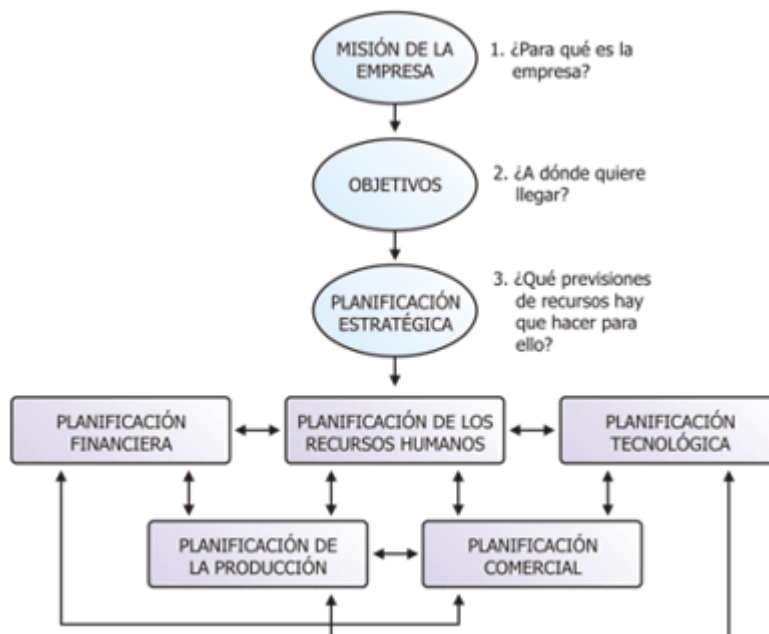 MISIÓN DE LA
EMPRESA
1. ¿Para qué es la
empresa?
OBJETIVOS
2. ¿A dónde quiere
llegar?
PLANIFICACIÓN
ESTRATÉGICA
3. ¿Qué previsiones
de recursos hay
que hacer para
ello?
PLANIFICACIÓN
FINANCIERA
PLANIFICACIÓN DE LOS
RECURSOS HUMANOS
PLANIFICACIÓN
TECNOLÓGICA
PLANIFICACIÓN DE
LA PRODUCCIÓN
PLANIFICACIÓN
COMERCIAL